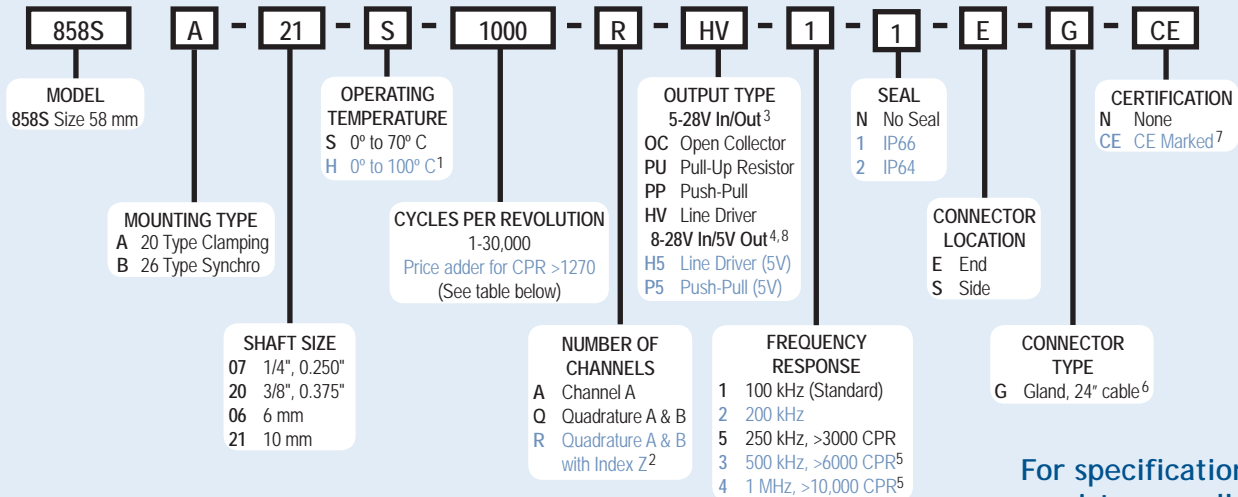 858S A - 21 - S - 1000 - R - HV - 1 - 1 - E - G - CE
MODEL
858S Size 58 mm
MOUNTING TYPE
A 20 Type Clamping
B 26 Type Synchro
SHAFT SIZE
07 1/4", 0.250"
20 3/8", 0.375"
06 6 mm
21 10 mm
OPERATING
TEMPERATURE
S 0º to 70º C
H 0º to 100º C1
CYCLES PER REVOLUTION
1-30,000
Price adder for CPR >1270
(See table below)
NUMBER OF
CHANNELS
A Channel A
Q Quadrature A & B
R Quadrature A & B
with Index Z2
OUTPUT TYPE
5-28V In/Out3
OC Open Collector
PU Pull-Up Resistor
PP Push-Pull
HV Line Driver
8-28V In/5V Out4,8
H5 Line Driver (5V)
P5 Push-Pull (5V)
FREQUENCY
RESPONSE
1 100 kHz (Standard)
2 200 kHz
5 250 kHz, >3000 CPR
3 500 kHz, >6000 CPR5
4 1 MHz, >10,000 CPR5
SEAL
N No Seal
1 IP66
2 IP64
CONNECTOR
LOCATION
E End
S Side
CONNECTOR
TYPE
G Gland, 24" cable6
CERTIFICATION
N None
CE CE Marked7
For specification